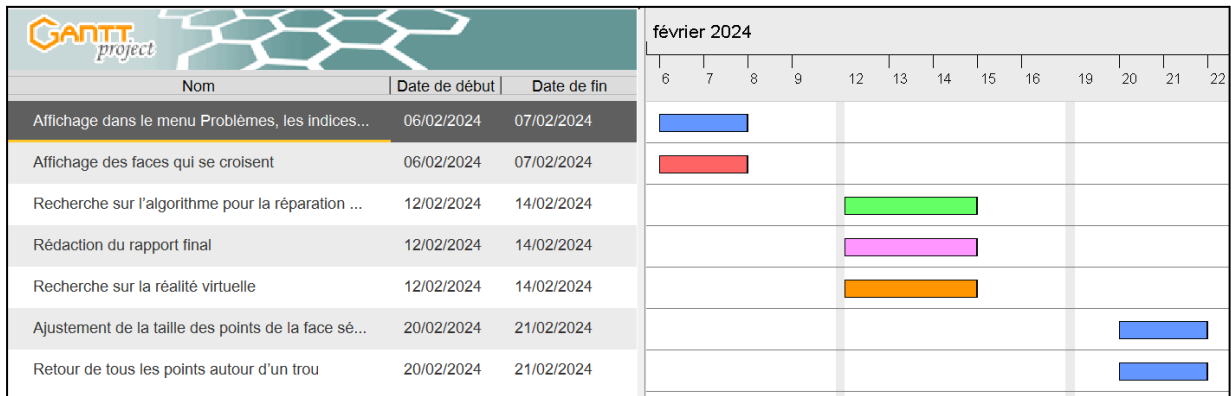 GANTT
project
février 2024
6 7 8 9 12 13 14 15 16 19 20 21 22
Nom Date de début Date de fin
Affichage dans le menu Problèmes, les indices... 06/02/2024 07/02/2024
Affichage des faces qui se croisent 06/02/2024 07/02/2024
Recherche sur l'algorithme pour la réparation ... 12/02/2024 14/02/2024
Rédaction du rapport final 12/02/2024 14/02/2024
Recherche sur la réalité virtuelle 12/02/2024 14/02/2024
Ajustement de la taille des points de la face sé... 20/02/2024 21/02/2024
Retour de tous les points autour d'un trou 20/02/2024 21/02/2024